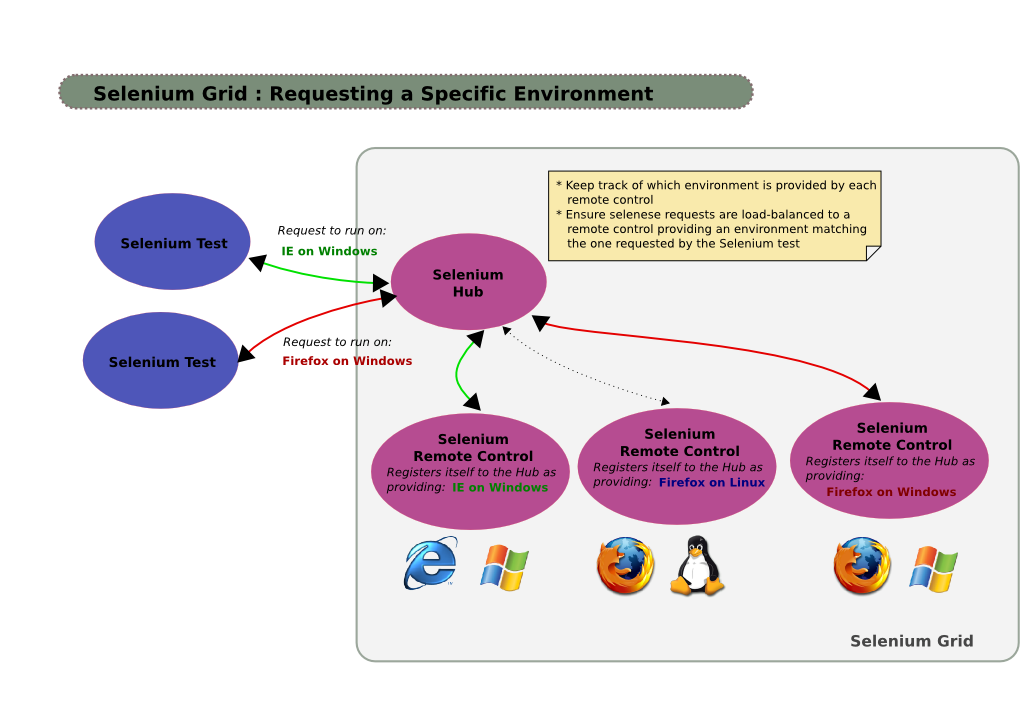 Selenium Grid : Requesting a Specific Environment
* Keep track of which environment is provided by each
remote control
* Ensure selenese requests are load-balanced to a
remote control providing an environment matching
the one requested by the Selenium test
Selenium Test
Request to run on:
IE on Windows
Selenium
Hub
Selenium Test
Request to run on:
Firefox on Windows
Selenium
Remote Control
Registers itself to the Hub as
providing: IE on Windows
Selenium
Remote Control
Registers itself to the Hub as
providing: Firefox on Linux
Selenium
Remote Control
Registers itself to the Hub as
providing:
Firefox on Windows
TM
Selenium Grid